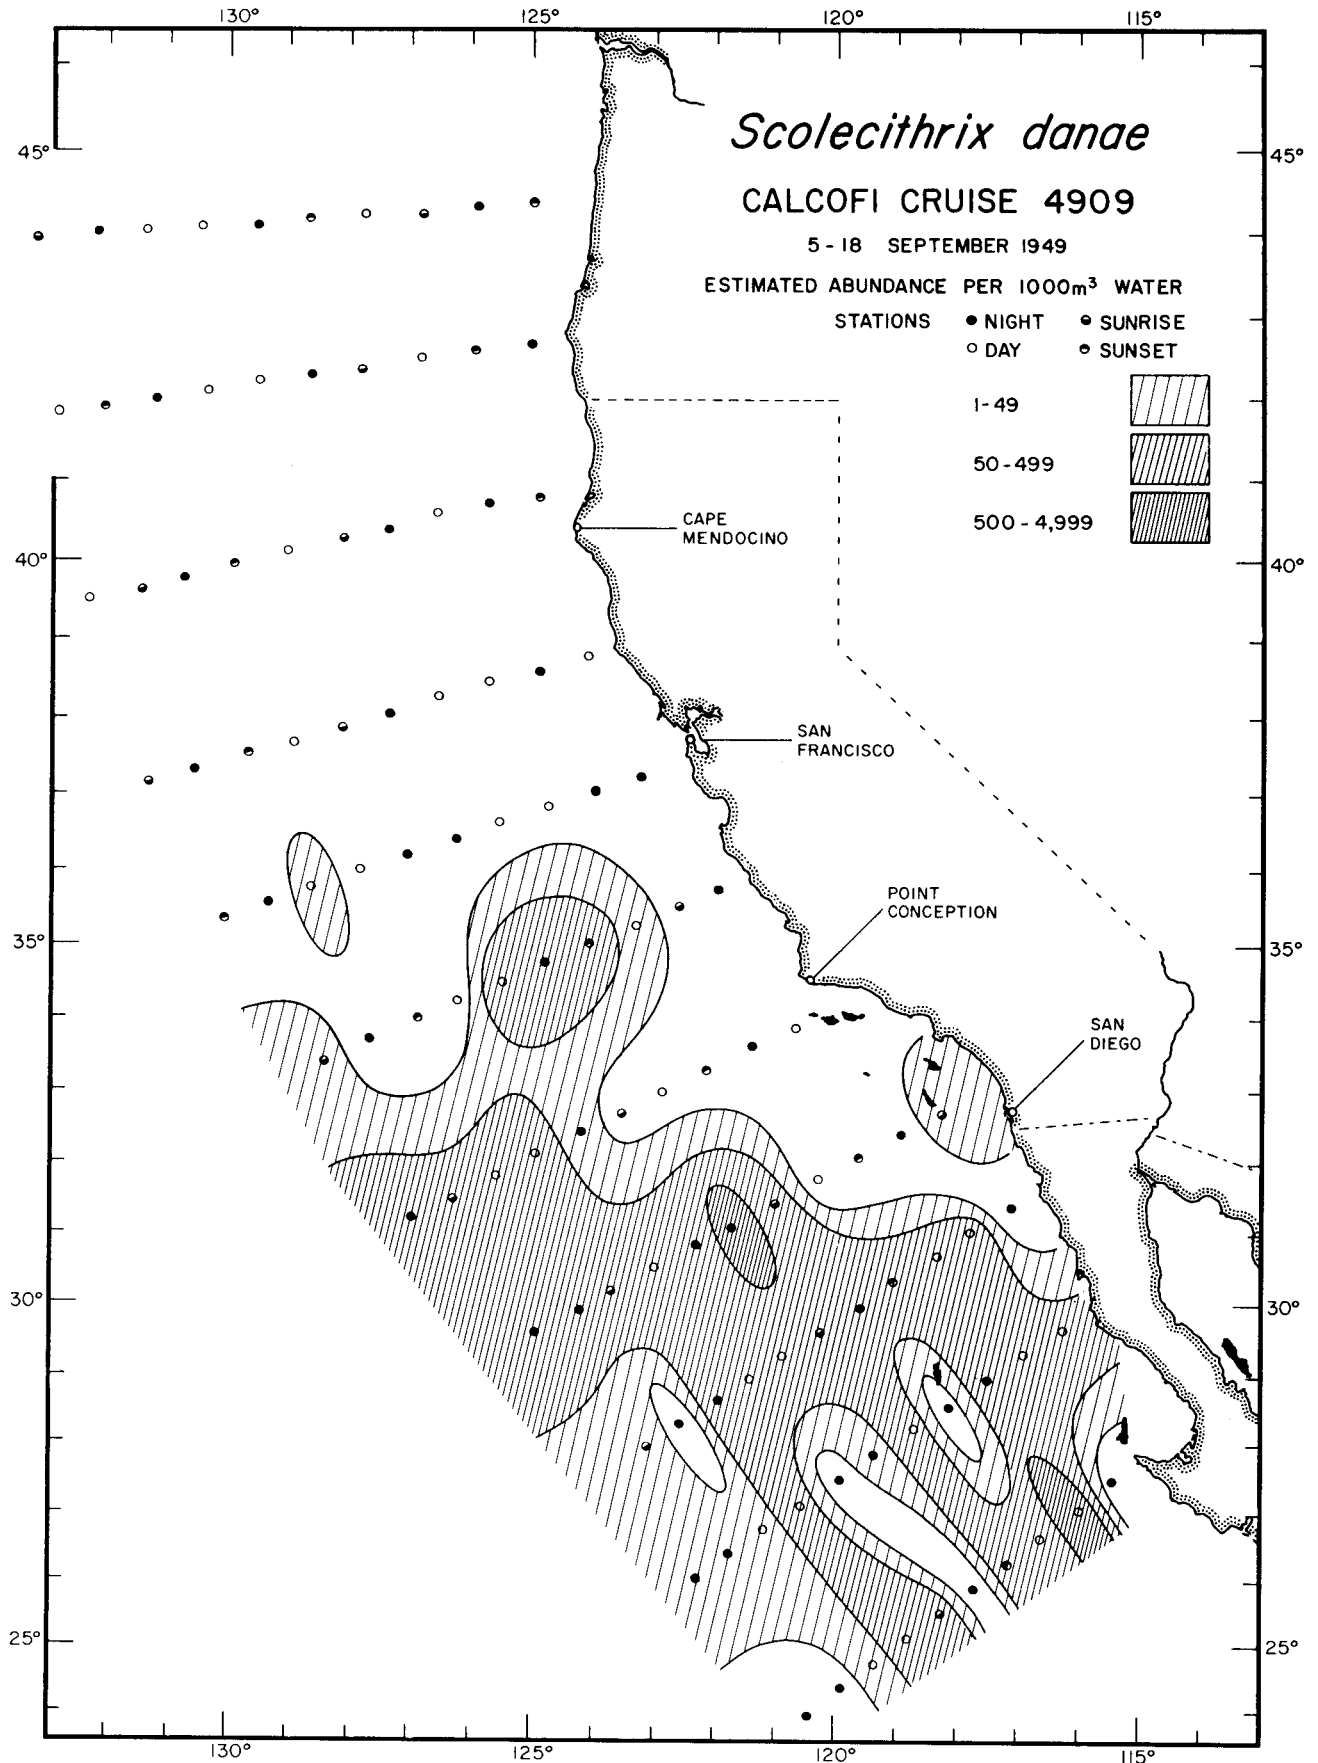 130° 125° 120° 115°
Scolecithrix danae
45° 45°
CALCOFI CRUISE 4909
5-18 SEPTEMBER 1949
ESTIMATED ABUNDANCE PER 1000m³ WATER
STATIONS ● NIGHT SUNRISE
○ DAY SUNSET
1-49
50-499
500-4,999
CAPE
MENDOCINO
40° 40°
SAN
FRANCISCO
POINT
CONCEPTION
35° 35°
SAN
DIEGO
30° 30°
25° 25°
130° 125° 120° 115°